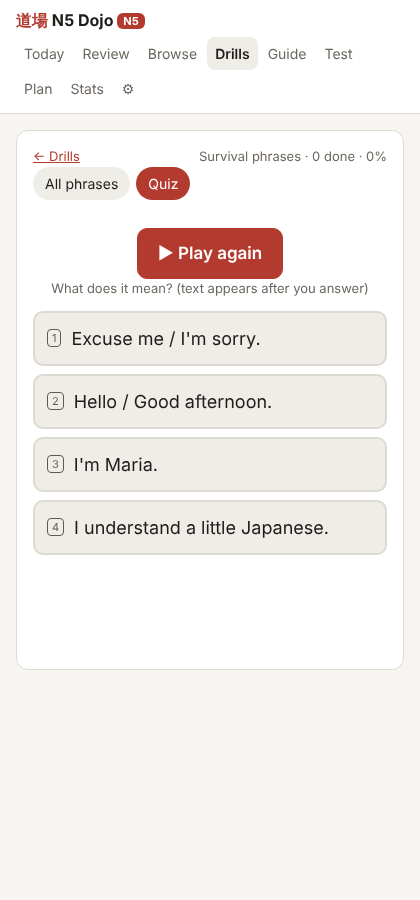 道場 N5 Dojo N5
Today Review Browse Drills Guide Test
Plan Stats ⚙
← Drills Survival phrases · 0 done · 0%
All phrases Quiz
▶ Play again
What does it mean? (text appears after you answer)
1 Excuse me / I'm sorry.
2 Hello / Good afternoon.
3 I'm Maria.
4 I understand a little Japanese.